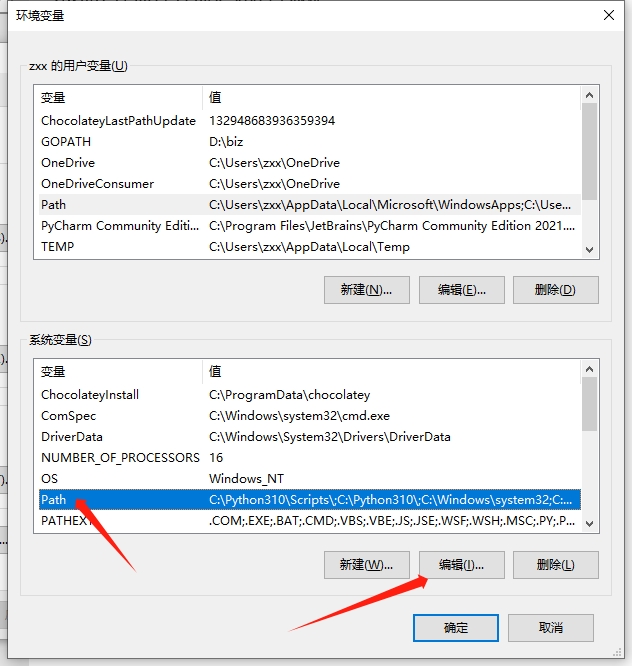 环境变量
zxx 的用户变量(U)
变量 值
ChocolateyLastPathUpdate 132948683936359394
GOPATH D:\biz
OneDrive C:\Users\zxx\OneDrive
OneDriveConsumer C:\Users\zxx\OneDrive
Path C:\Users\zxx\AppData\Local\Microsoft\WindowsApps;C:\Use...
PyCharm Community Editi... C:\Program Files\JetBrains\PyCharm Community Edition 2021....
TEMP C:\Users\zxx\AppData\Local\Temp
新建(N)... 编辑(E)... 删除(D)
系统变量(S)
变量 值
ChocolateyInstall C:\ProgramData\chocolatey
ComSpec C:\Windows\system32\cmd.exe
DriverData C:\Windows\System32\Drivers\DriverData
NUMBER_OF_PROCESSORS 16
OS Windows_NT
Path C:\Python310\Scripts\;C:\Python310\;C:\Windows\system32;C:...
PATHEXT .COM;.EXE;.BAT;.CMD;.VBS;.VBE;.JS;.JSE;.WSF;.WSH;.MSC;.PY;.P...
新建(W)... 编辑(I)... 删除(L)
确定 取消